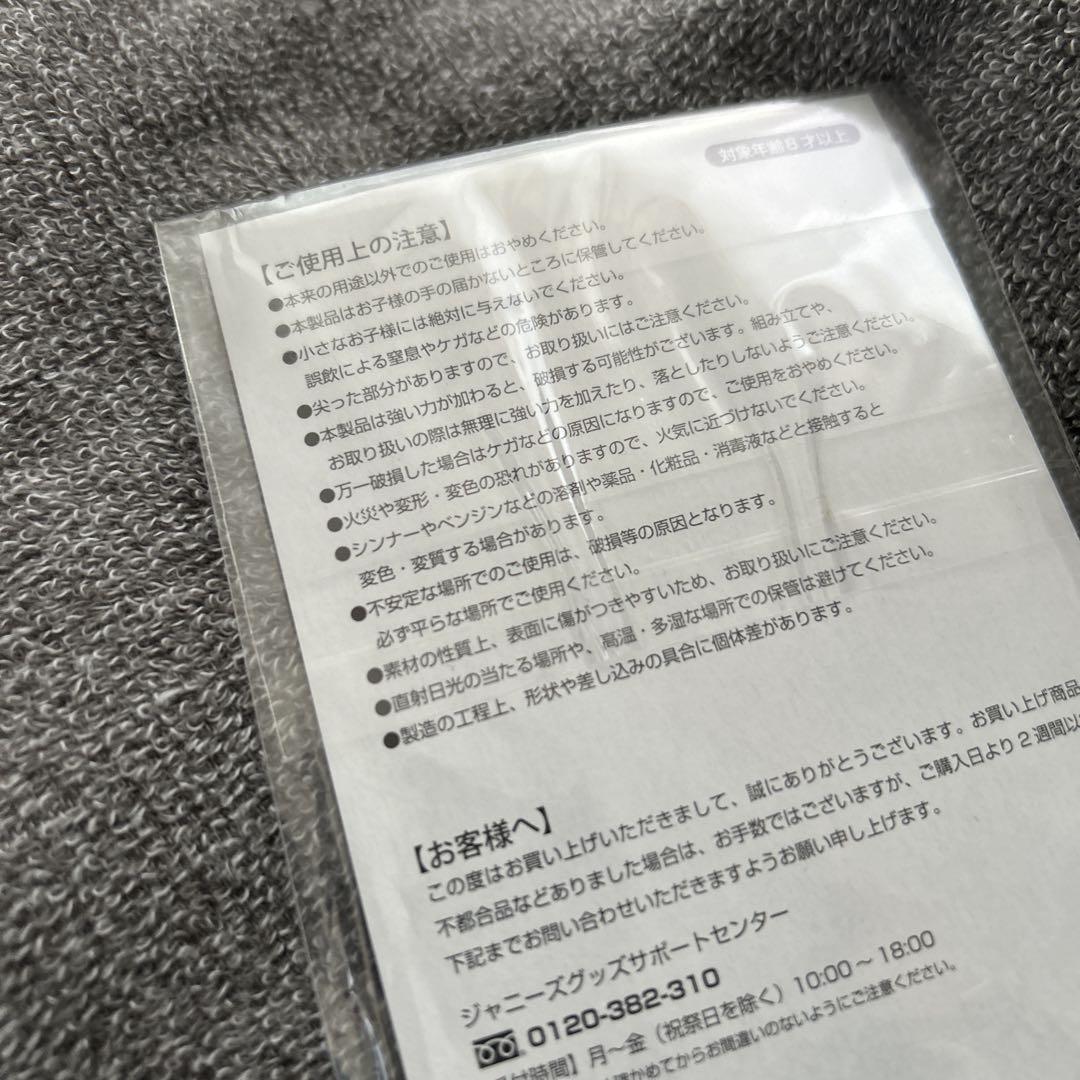 対象年齢8才以上
【ご使用上の注意】
●本来の用途以外でのご使用はおやめください。
●本製品はお子様の手の届かないところに保管してください。
●小さなお子様には絶対に与えないでください。
誤飲による窒息やケガなどの危険があります。
●尖った部分がありますので、お取り扱いにはご注意ください。
●本製品は強い力が加わると、破損する可能性がございます。組み立てや、
お取り扱いの際は無理に強い力を加えたり、落としたりしないようご注意ください。
●万一破損した場合はケガなどの原因になりますので、ご使用をおやめください。
●火災や変形・変色の恐れがありますので、火気に近づけないでください。
●シンナーやベンジンなどの溶剤や薬品・化粧品・消毒液などと接触すると
変色・変質する場合があります。
●不安定な場所でのご使用は、破損等の原因となります。
必ず平らな場所でご使用ください。
●素材の性質上、表面に傷がつきやすいため、お取り扱いにご注意ください。
●直射日光の当たる場所や、高温・多湿な場所での保管は避けてください。
●製造の工程上、形状や差し込みの具合に個体差があります。
【お客様へ】
この度はお買い上げいただきまして、誠にありがとうございます。お買い上げ商品
不都合品などありました場合は、お手数ではございますが、ご購入日より2週間以
下記までお問い合わせいただきますようお願い申し上げます。
ジャニーズグッズサポートセンター
0120-382-310
付時間】月～金（祝祭日を除く）10:00～18:00
確かめてからお間違いのないようにご注意ください。